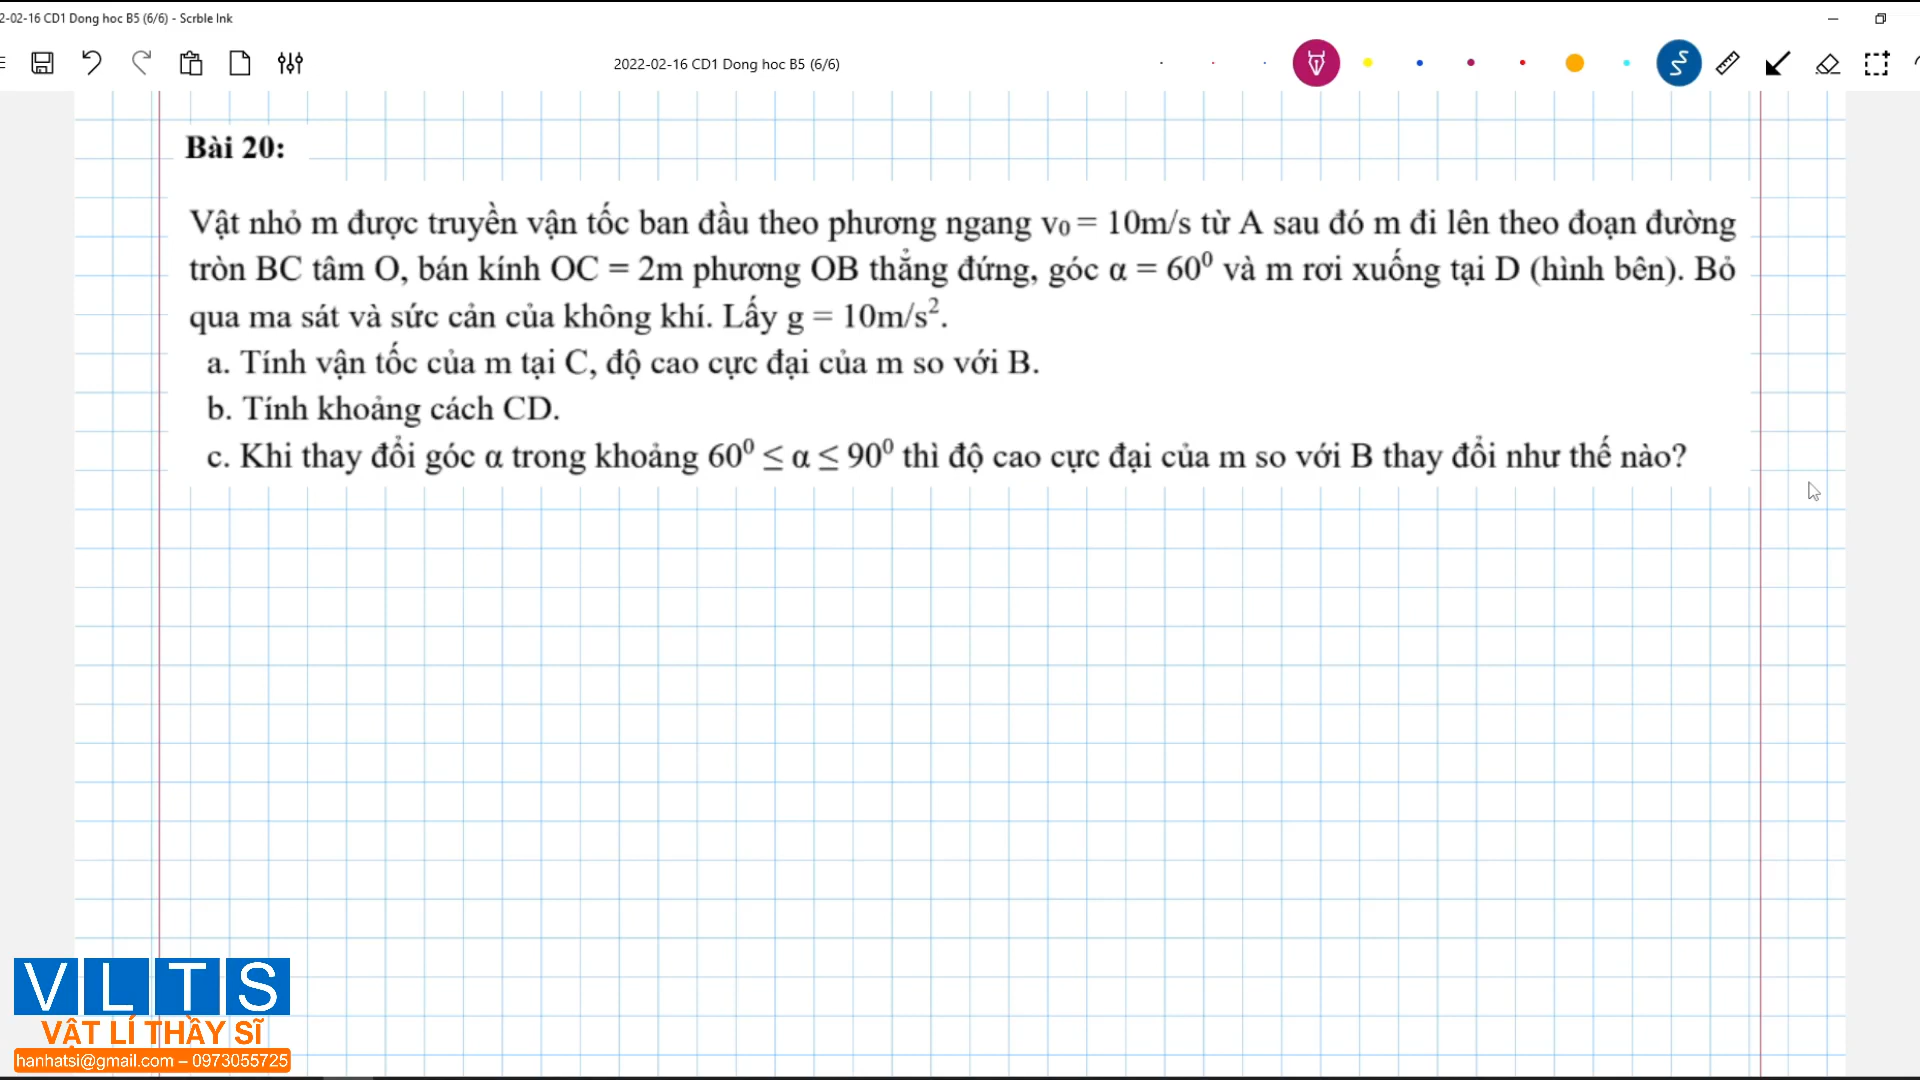 2-02-16 CD1 Dong hoc B5 (6/6) - Scrble Ink
2022-02-16 CD1 Dong hoc B5 (6/6)
Bài 20:
Vật nhỏ m được truyền vận tốc ban đầu theo phương ngang v₀ = 10m/s từ A sau đó m đi lên theo đoạn đường
tròn BC tâm O, bán kính OC = 2m phương OB thẳng đứng, góc α = 60⁰ và m rơi xuống tại D (hình bên). Bỏ
qua ma sát và sức cản của không khí. Lấy g = 10m/s².
a. Tính vận tốc của m tại C, độ cao cực đại của m so với B.
b. Tính khoảng cách CD.
c. Khi thay đổi góc α trong khoảng 60⁰ ≤ α ≤ 90⁰ thì độ cao cực đại của m so với B thay đổi như thế nào?
VLTS
VẬT LÍ THẦY SĨ
hanhatsi@gmail.com – 0973055725